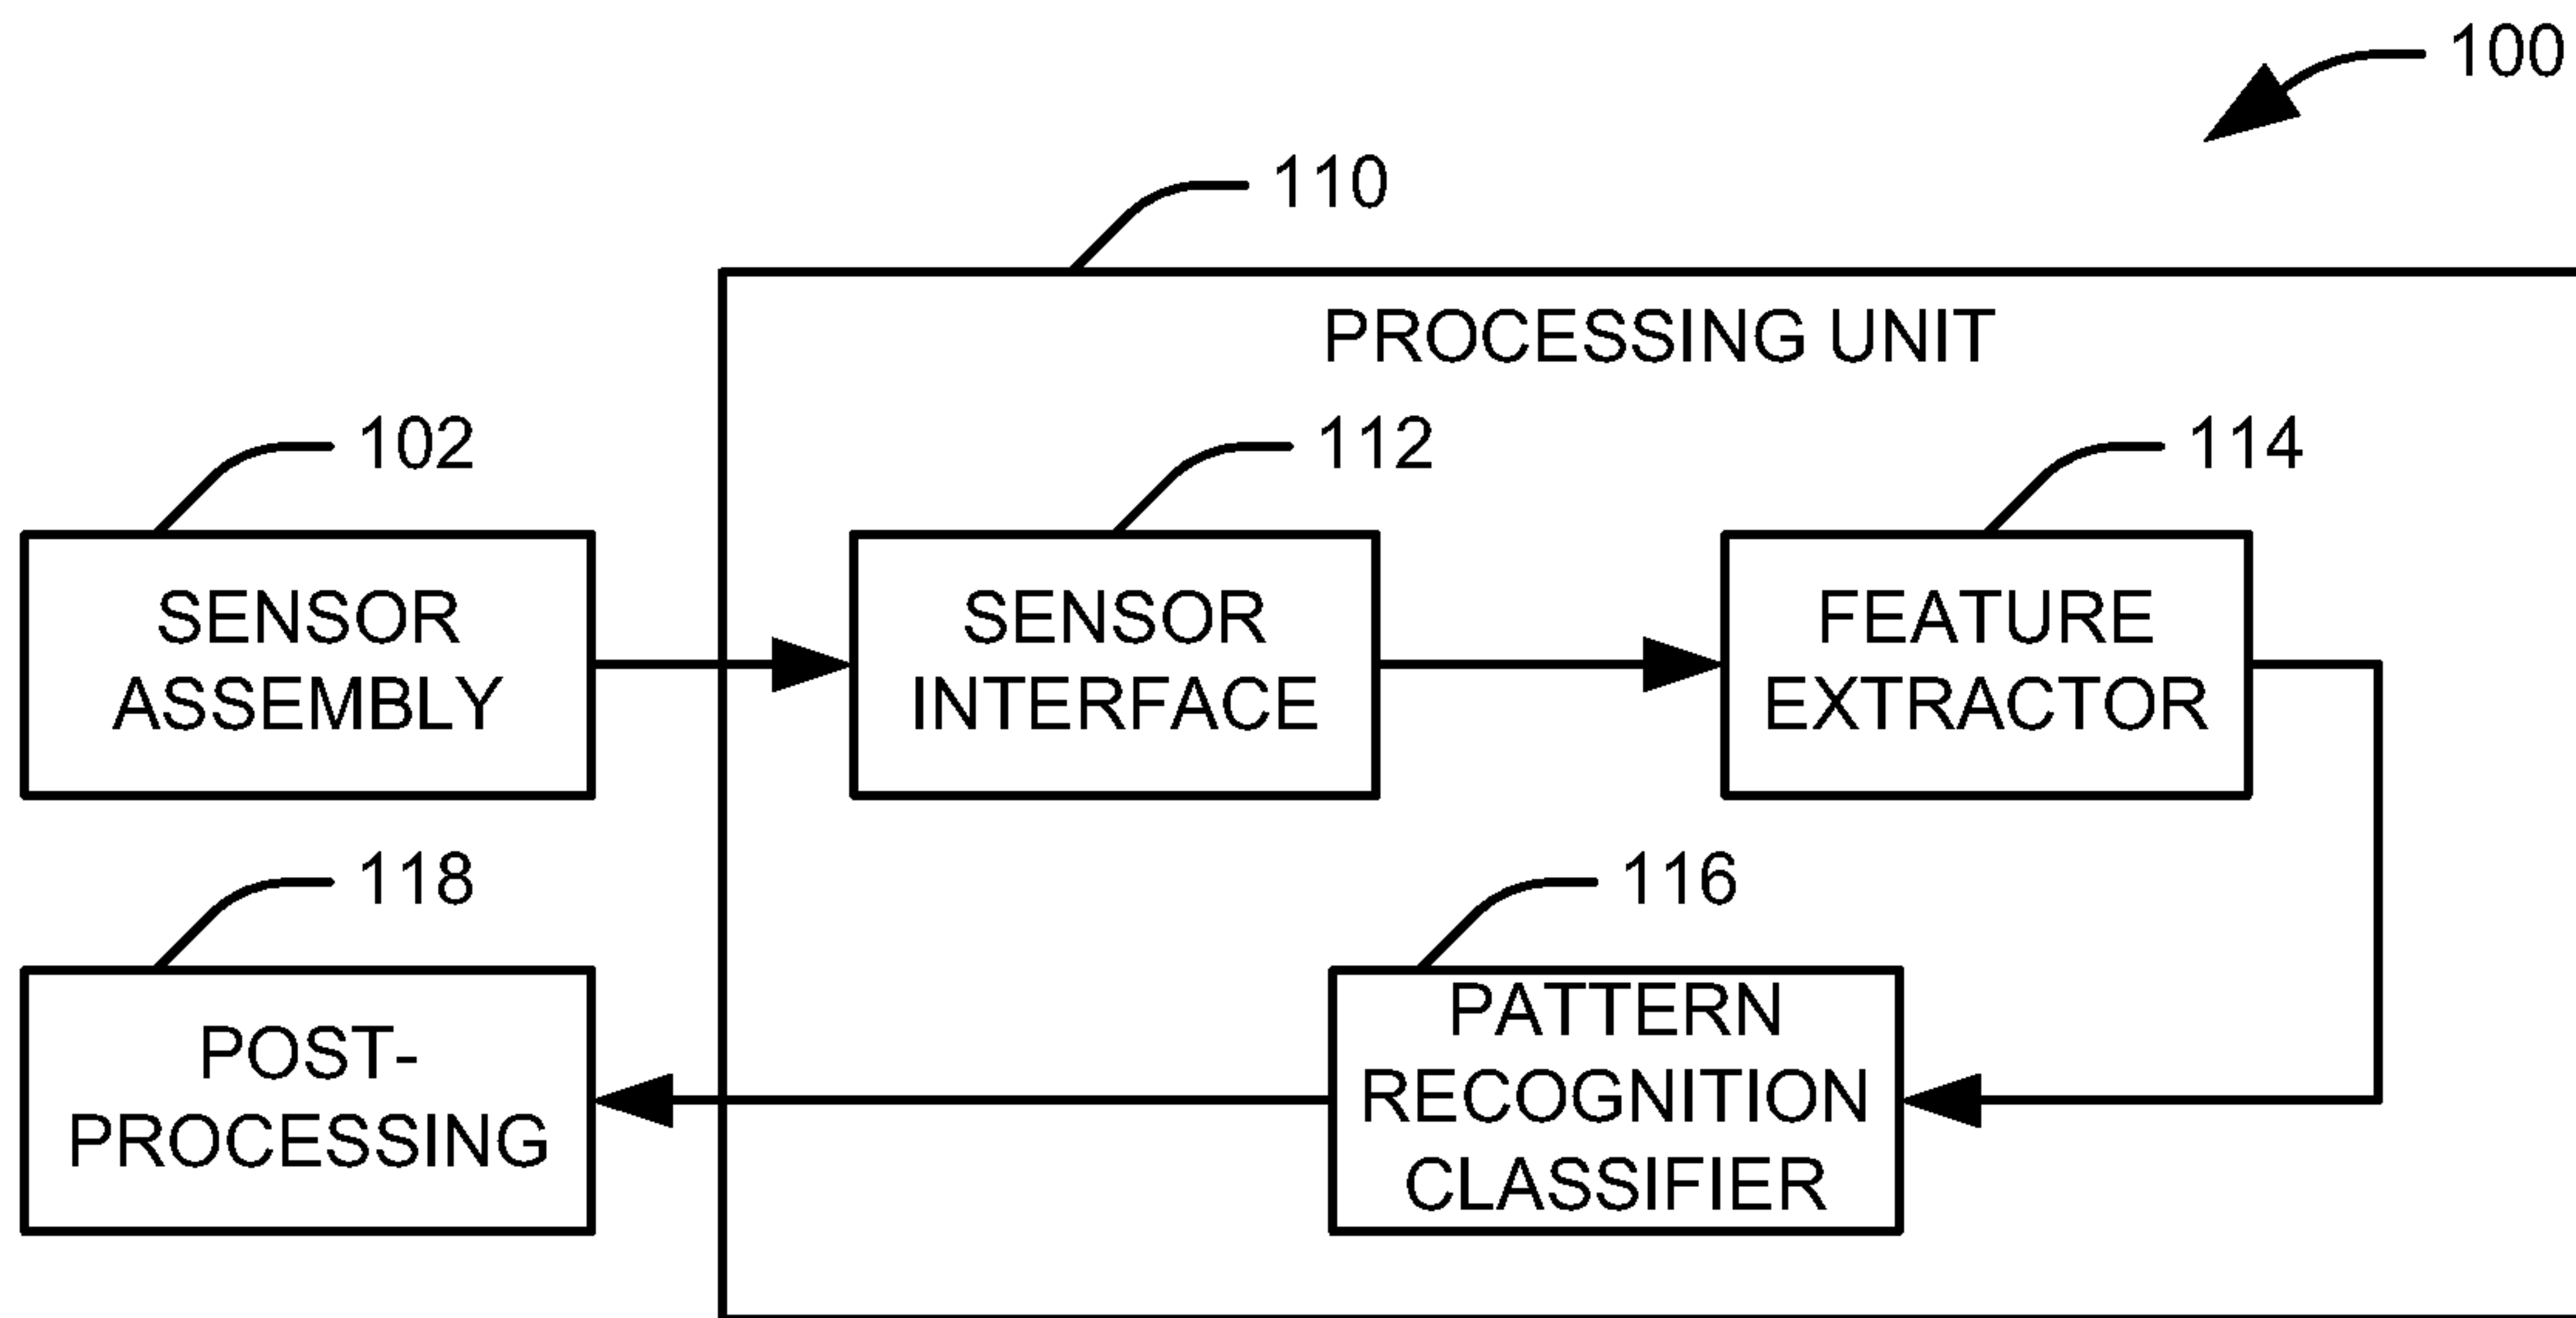 100
110
PROCESSING UNIT
102
112
114
SENSOR
ASSEMBLY
SENSOR
INTERFACE
FEATURE
EXTRACTOR
118
116
POST-
PROCESSING
PATTERN
RECOGNITION
CLASSIFIER